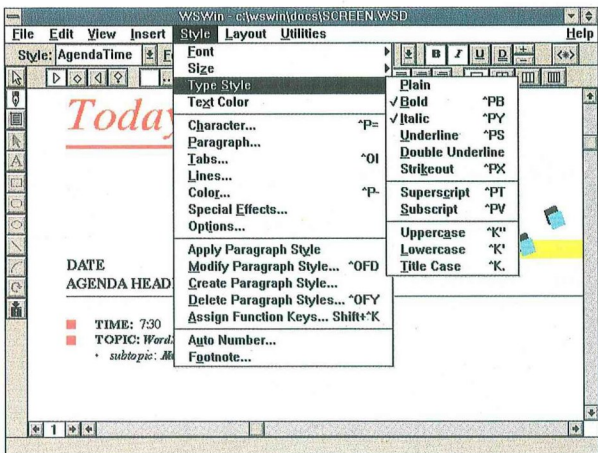 WSWin - c:\wswin\docs\SCREEN.WSD
File Edit View Insert Style Layout Utilities Help
Style: AgendaTime B I U D <*>
Font
Size
Type Style
Text Color
Character... ^P=
Paragraph...
Tabs... ^OI
Lines...
Color... ^P-
Special Effects...
Options...
Apply Paragraph Style
Modify Paragraph Style... ^OFD
Create Paragraph Style...
Delete Paragraph Styles... ^OFY
Assign Function Keys... Shift+^K
Auto Number...
Footnote...
Plain
Bold ^PB
Italic ^PY
Underline ^PS
Double Underline
Strikeout ^PX
Superscript ^PT
Subscript ^PV
Uppercase ^K"
Lowercase ^K'
Title Case ^K.
Today
DATE
AGENDA HEAD
TIME: 7:30
TOPIC: Word
subtopic:
1